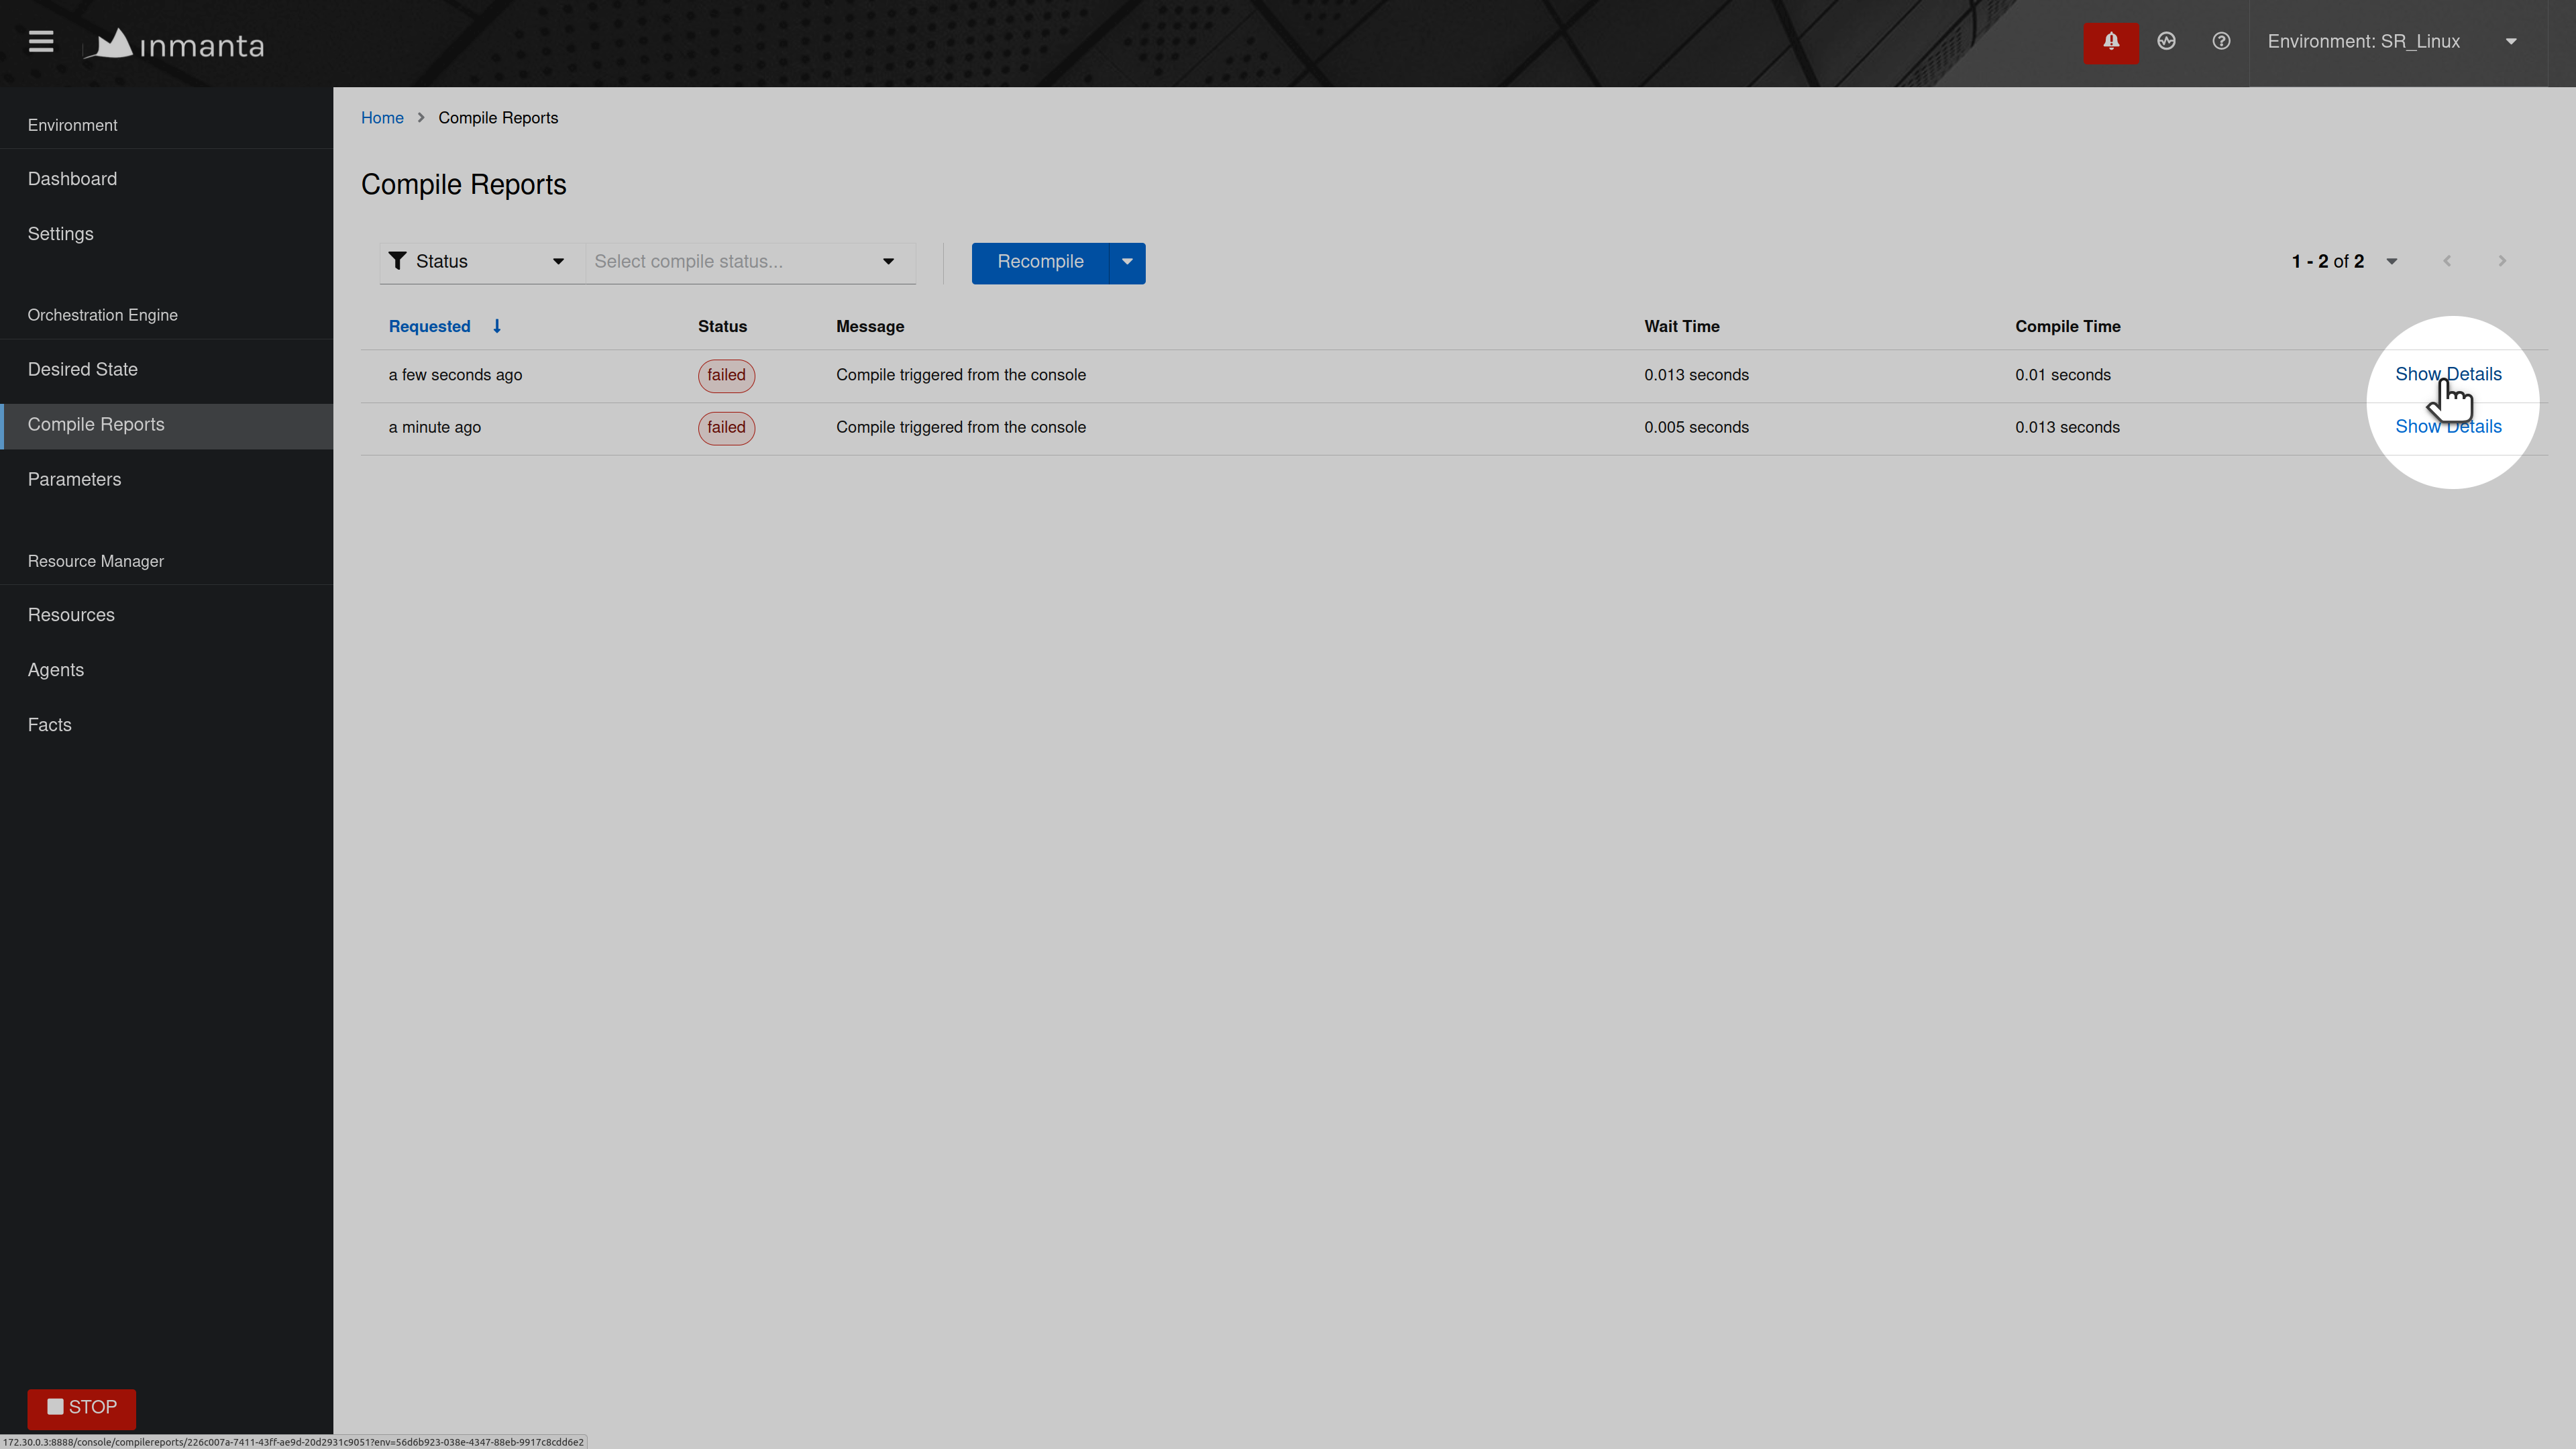 inmanta
Environment: SR_Linux
Environment
Dashboard
Settings
Orchestration Engine
Desired State
Compile Reports
Parameters
Resource Manager
Resources
Agents
Facts
STOP
Home > Compile Reports
Compile Reports
Status Select compile status... Recompile 1 - 2 of 2
Requested Status Message Wait Time Compile Time
a few seconds ago failed Compile triggered from the console 0.013 seconds 0.01 seconds Show Details
a minute ago failed Compile triggered from the console 0.005 seconds 0.013 seconds Show Details
172.30.0.3:8888/console/compilereports/226c007a-7411-43ff-ae9d-20d2931c9051?env=56d6b923-038e-4347-88eb-9917c8cdd6e2